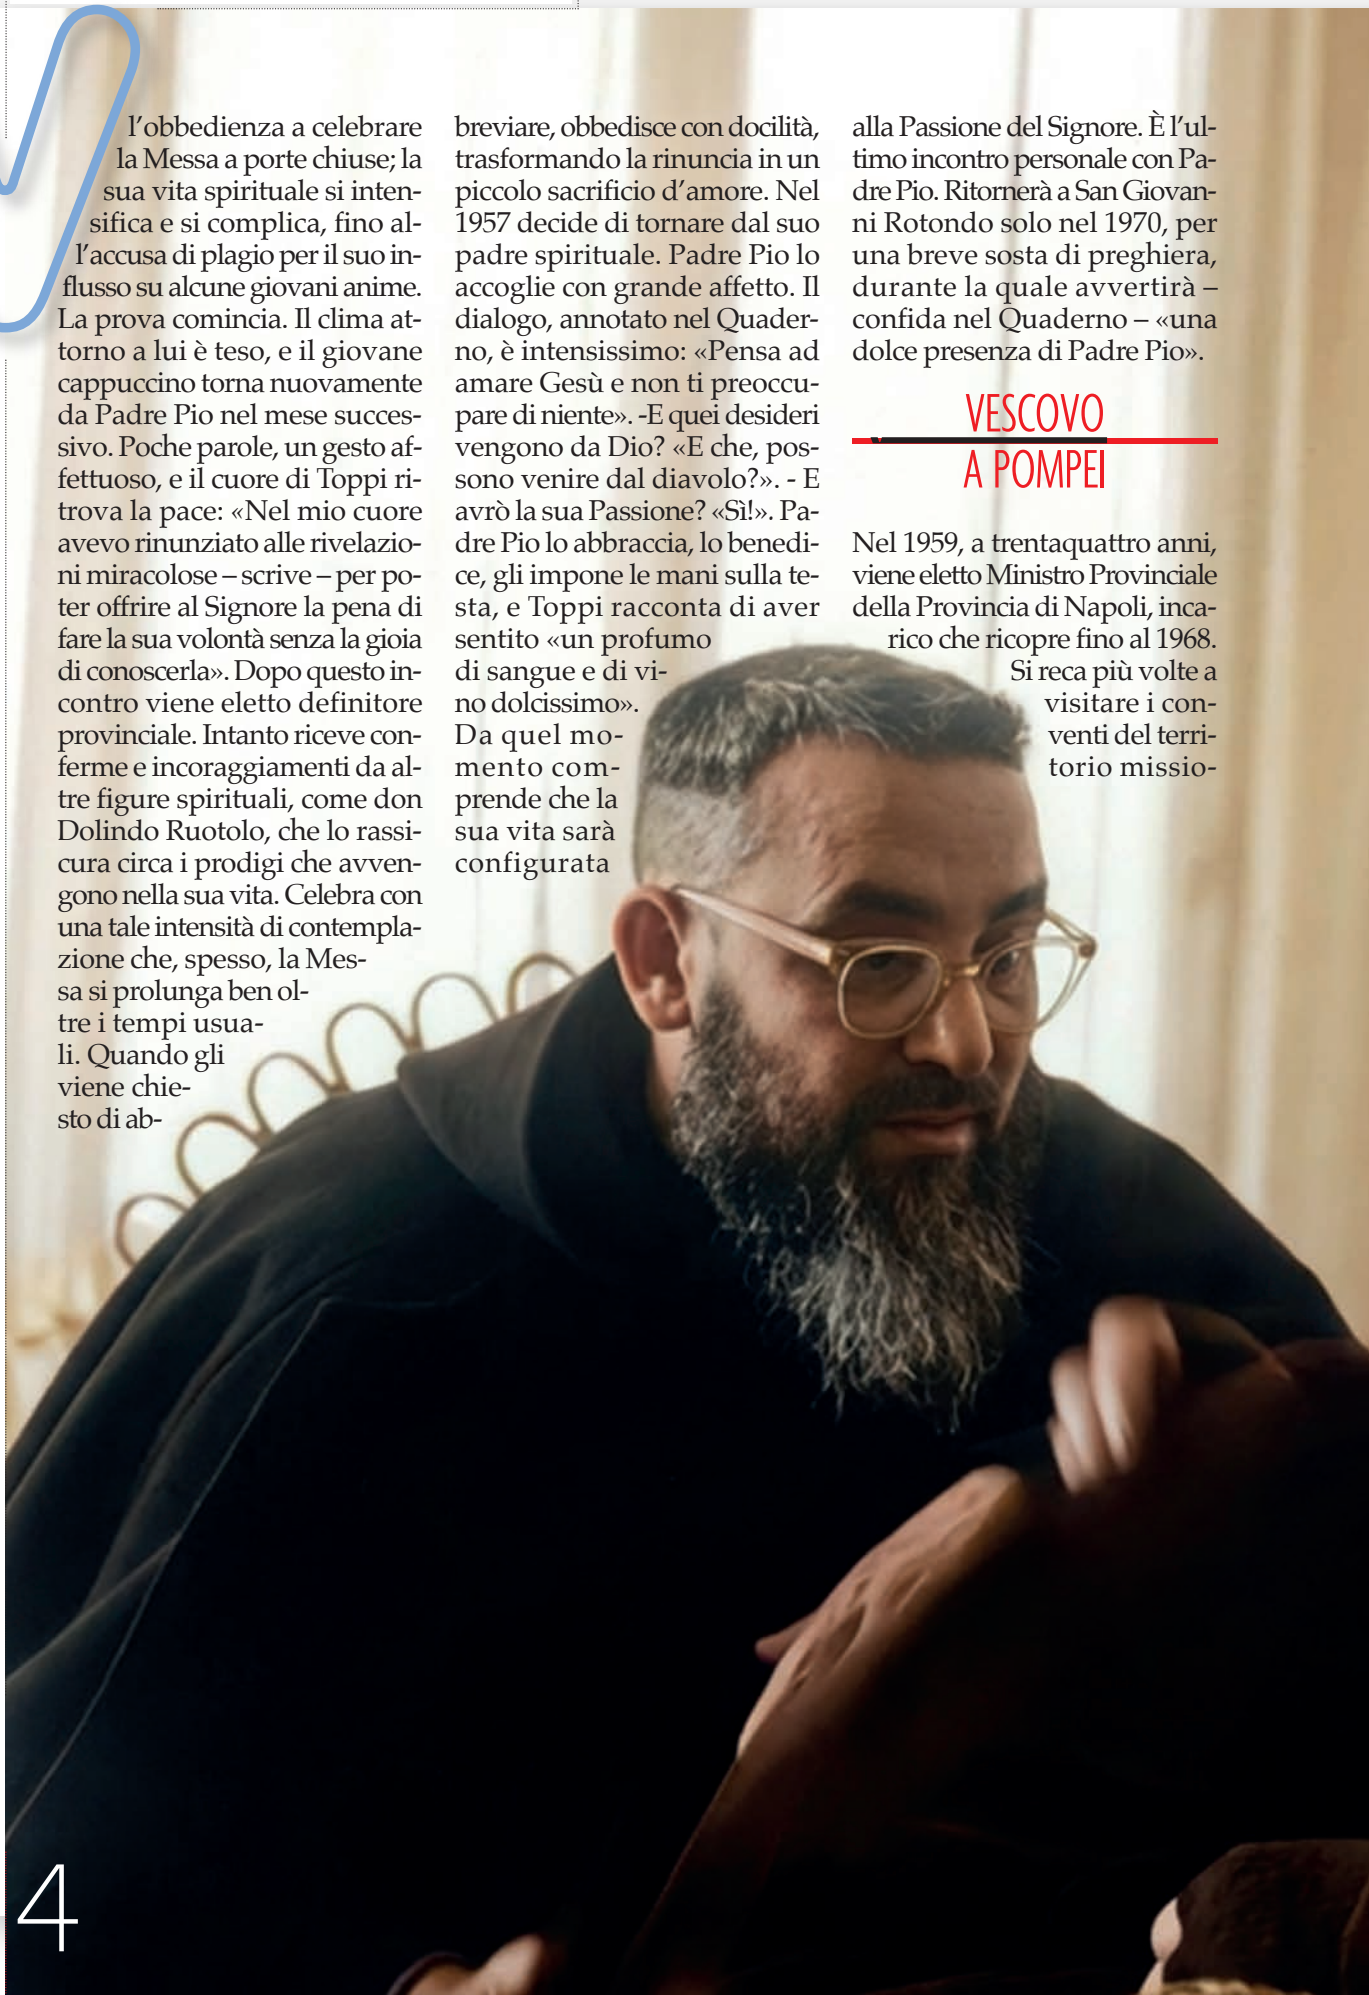 l'obbedienza a celebrare
la Messa a porte chiuse; la
sua vita spirituale si inten-
sifica e si complica, fino al-
l'accusa di plagio per il suo in-
flusso su alcune giovani anime.
La prova comincia. Il clima at-
torno a lui è teso, e il giovane
cappuccino torna nuovamente
da Padre Pio nel mese succes-
sivo. Poche parole, un gesto af-
fettuoso, e il cuore di Toppi ri-
trova la pace: «Nel mio cuore
avevo rinunziato alle rivelazio-
ni miracolose – scrive – per po-
ter offrire al Signore la pena di
fare la sua volontà senza la gioia
di conoscerla». Dopo questo in-
contro viene eletto definitore
provinciale. Intanto riceve con-
ferme e incoraggiamenti da al-
tre figure spirituali, come don
Dolindo Ruotolo, che lo rassi-
cura circa i prodigi che avven-
gono nella sua vita. Celebra con
una tale intensità di contempla-
zione che, spesso, la Mes-
sa si prolunga ben ol-
tre i tempi usua-
li. Quando gli
viene chie-
sto di ab-
breviare, obbedisce con docilità,
trasformando la rinuncia in un
piccolo sacrificio d'amore. Nel
1957 decide di tornare dal suo
padre spirituale. Padre Pio lo
accoglie con grande affetto. Il
dialogo, annotato nel Quader-
no, è intensissimo: «Pensa ad
amare Gesù e non ti preoccu-
pare di niente». -E quei desideri
vengono da Dio? «E che, pos-
sono venire dal diavolo?». - E
avrò la sua Passione? «Sì!». Pa-
dre Pio lo abbraccia, lo benedi-
ce, gli impone le mani sulla te-
sta, e Toppi racconta di aver
sentito «un profumo
di sangue e di vi-
no dolcissimo».
Da quel mo-
mento com-
prende che la
sua vita sarà
configurata
alla Passione del Signore. È l'ul-
timo incontro personale con Pa-
dre Pio. Ritornerà a San Giovan-
ni Rotondo solo nel 1970, per
una breve sosta di preghiera,
durante la quale avvertirà –
confida nel Quaderno – «una
dolce presenza di Padre Pio».
VESCOVO
A POMPEI
Nel 1959, a trentaquattro anni,
viene eletto Ministro Provinciale
della Provincia di Napoli, inca-
rico che ricopre fino al 1968.
Si reca più volte a
visitare i con-
venti del terri-
torio missio-
4